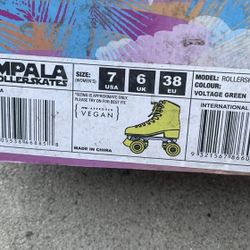 IMPALA
ROLLERSKATES
SIZE:
(WOMEN'S)
7
USA
6
UK
38
EU
*SIZING IS APPROXIMATE ONLY.
PLEASE TRY ON FOR BEST FIT.
VEGAN
MADE IN CHINA
MODEL: ROLLERSK
COLOUR:
VOLTAGE GREEN
INTERNATIONAL